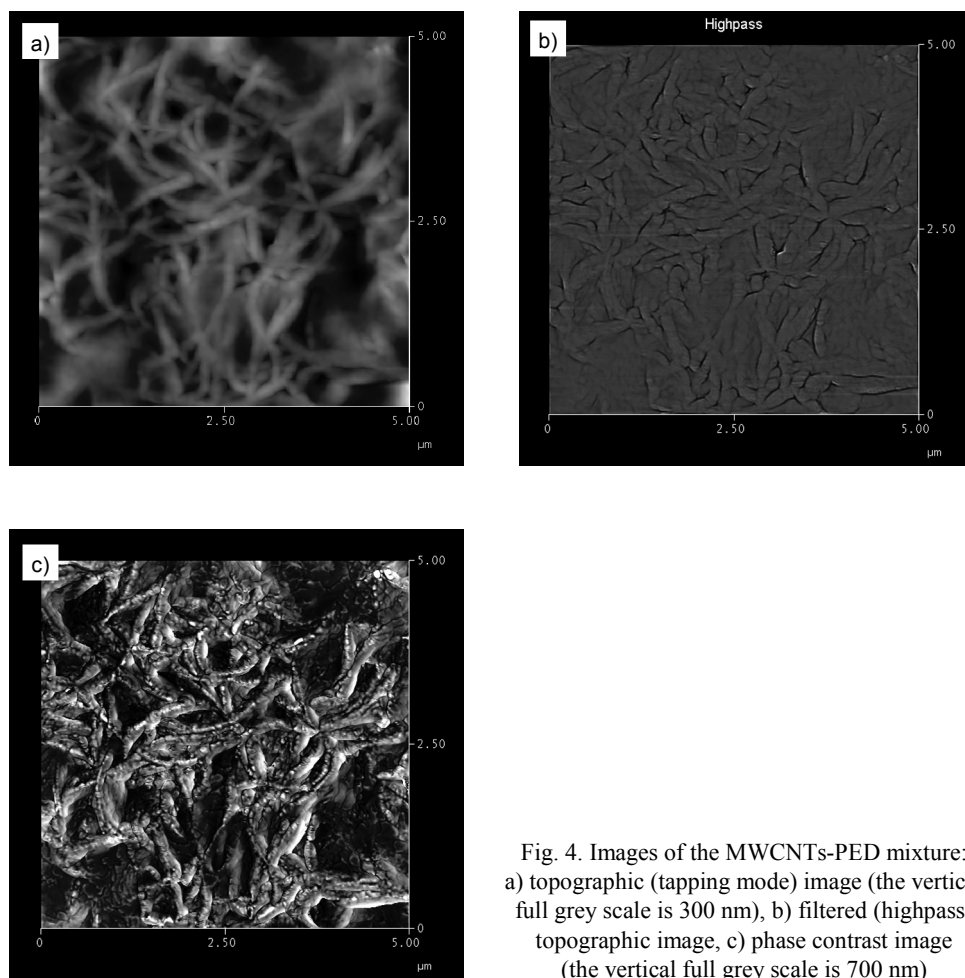 a)
5.00
2.50
0
0
2.50
5.00
µm
b)
Highpass
5.00
2.50
0
0
2.50
5.00
µm
c)
5.00
2.50
0
0
2.50
5.00
µm
Fig. 4. Images of the MWCNTs-PED mixture:
a) topographic (tapping mode) image (the vertic
full grey scale is 300 nm), b) filtered (highpass
topographic image, c) phase contrast image
(the vertical full grey scale is 700 nm)